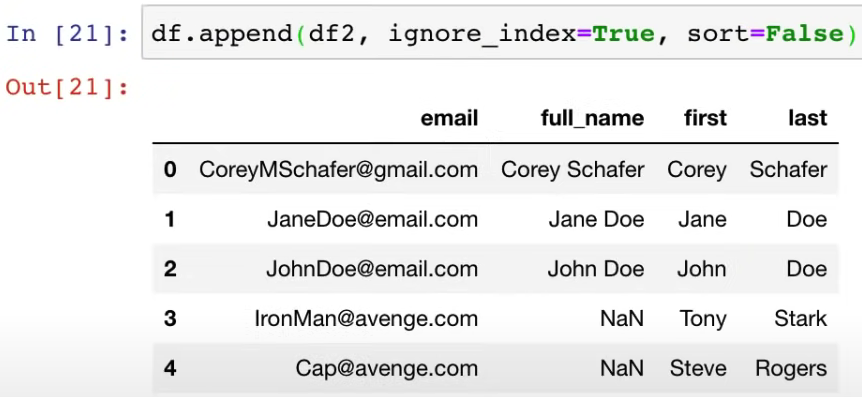 In [21]: df.append(df2, ignore_index=True, sort=False)
Out[21]:
email full_name first last
0 CoreyMSchafer@gmail.com Corey Schafer Corey Schafer
1 JaneDoe@email.com Jane Doe Jane Doe
2 JohnDoe@email.com John Doe John Doe
3 IronMan@avenge.com NaN Tony Stark
4 Cap@avenge.com NaN Steve Rogers